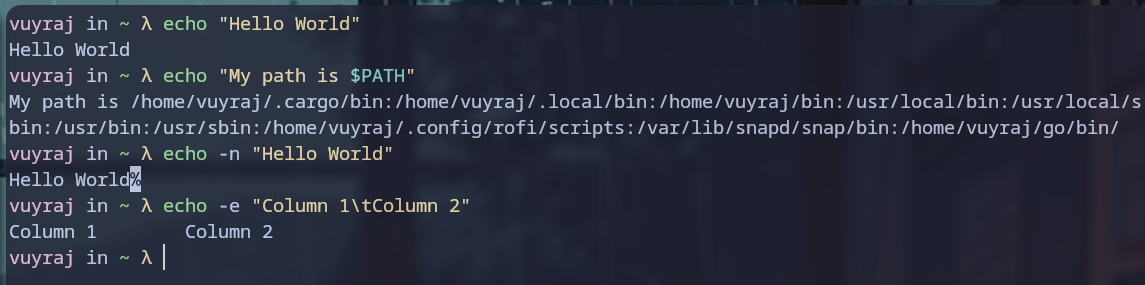 vuyraj in ~ λ echo "Hello World"
Hello World
vuyraj in ~ λ echo "My path is $PATH"
My path is /home/vuyraj/.cargo/bin:/home/vuyraj/.local/bin:/home/vuyraj/bin:/usr/local/bin:/usr/local/s
bin:/usr/bin:/usr/sbin:/home/vuyraj/.config/rofi/scripts:/var/lib/snapd/snap/bin:/home/vuyraj/go/bin/
vuyraj in ~ λ echo -n "Hello World"
Hello World%
vuyraj in ~ λ echo -e "Column 1\tColumn 2"
Column 1        Column 2
vuyraj in ~ λ